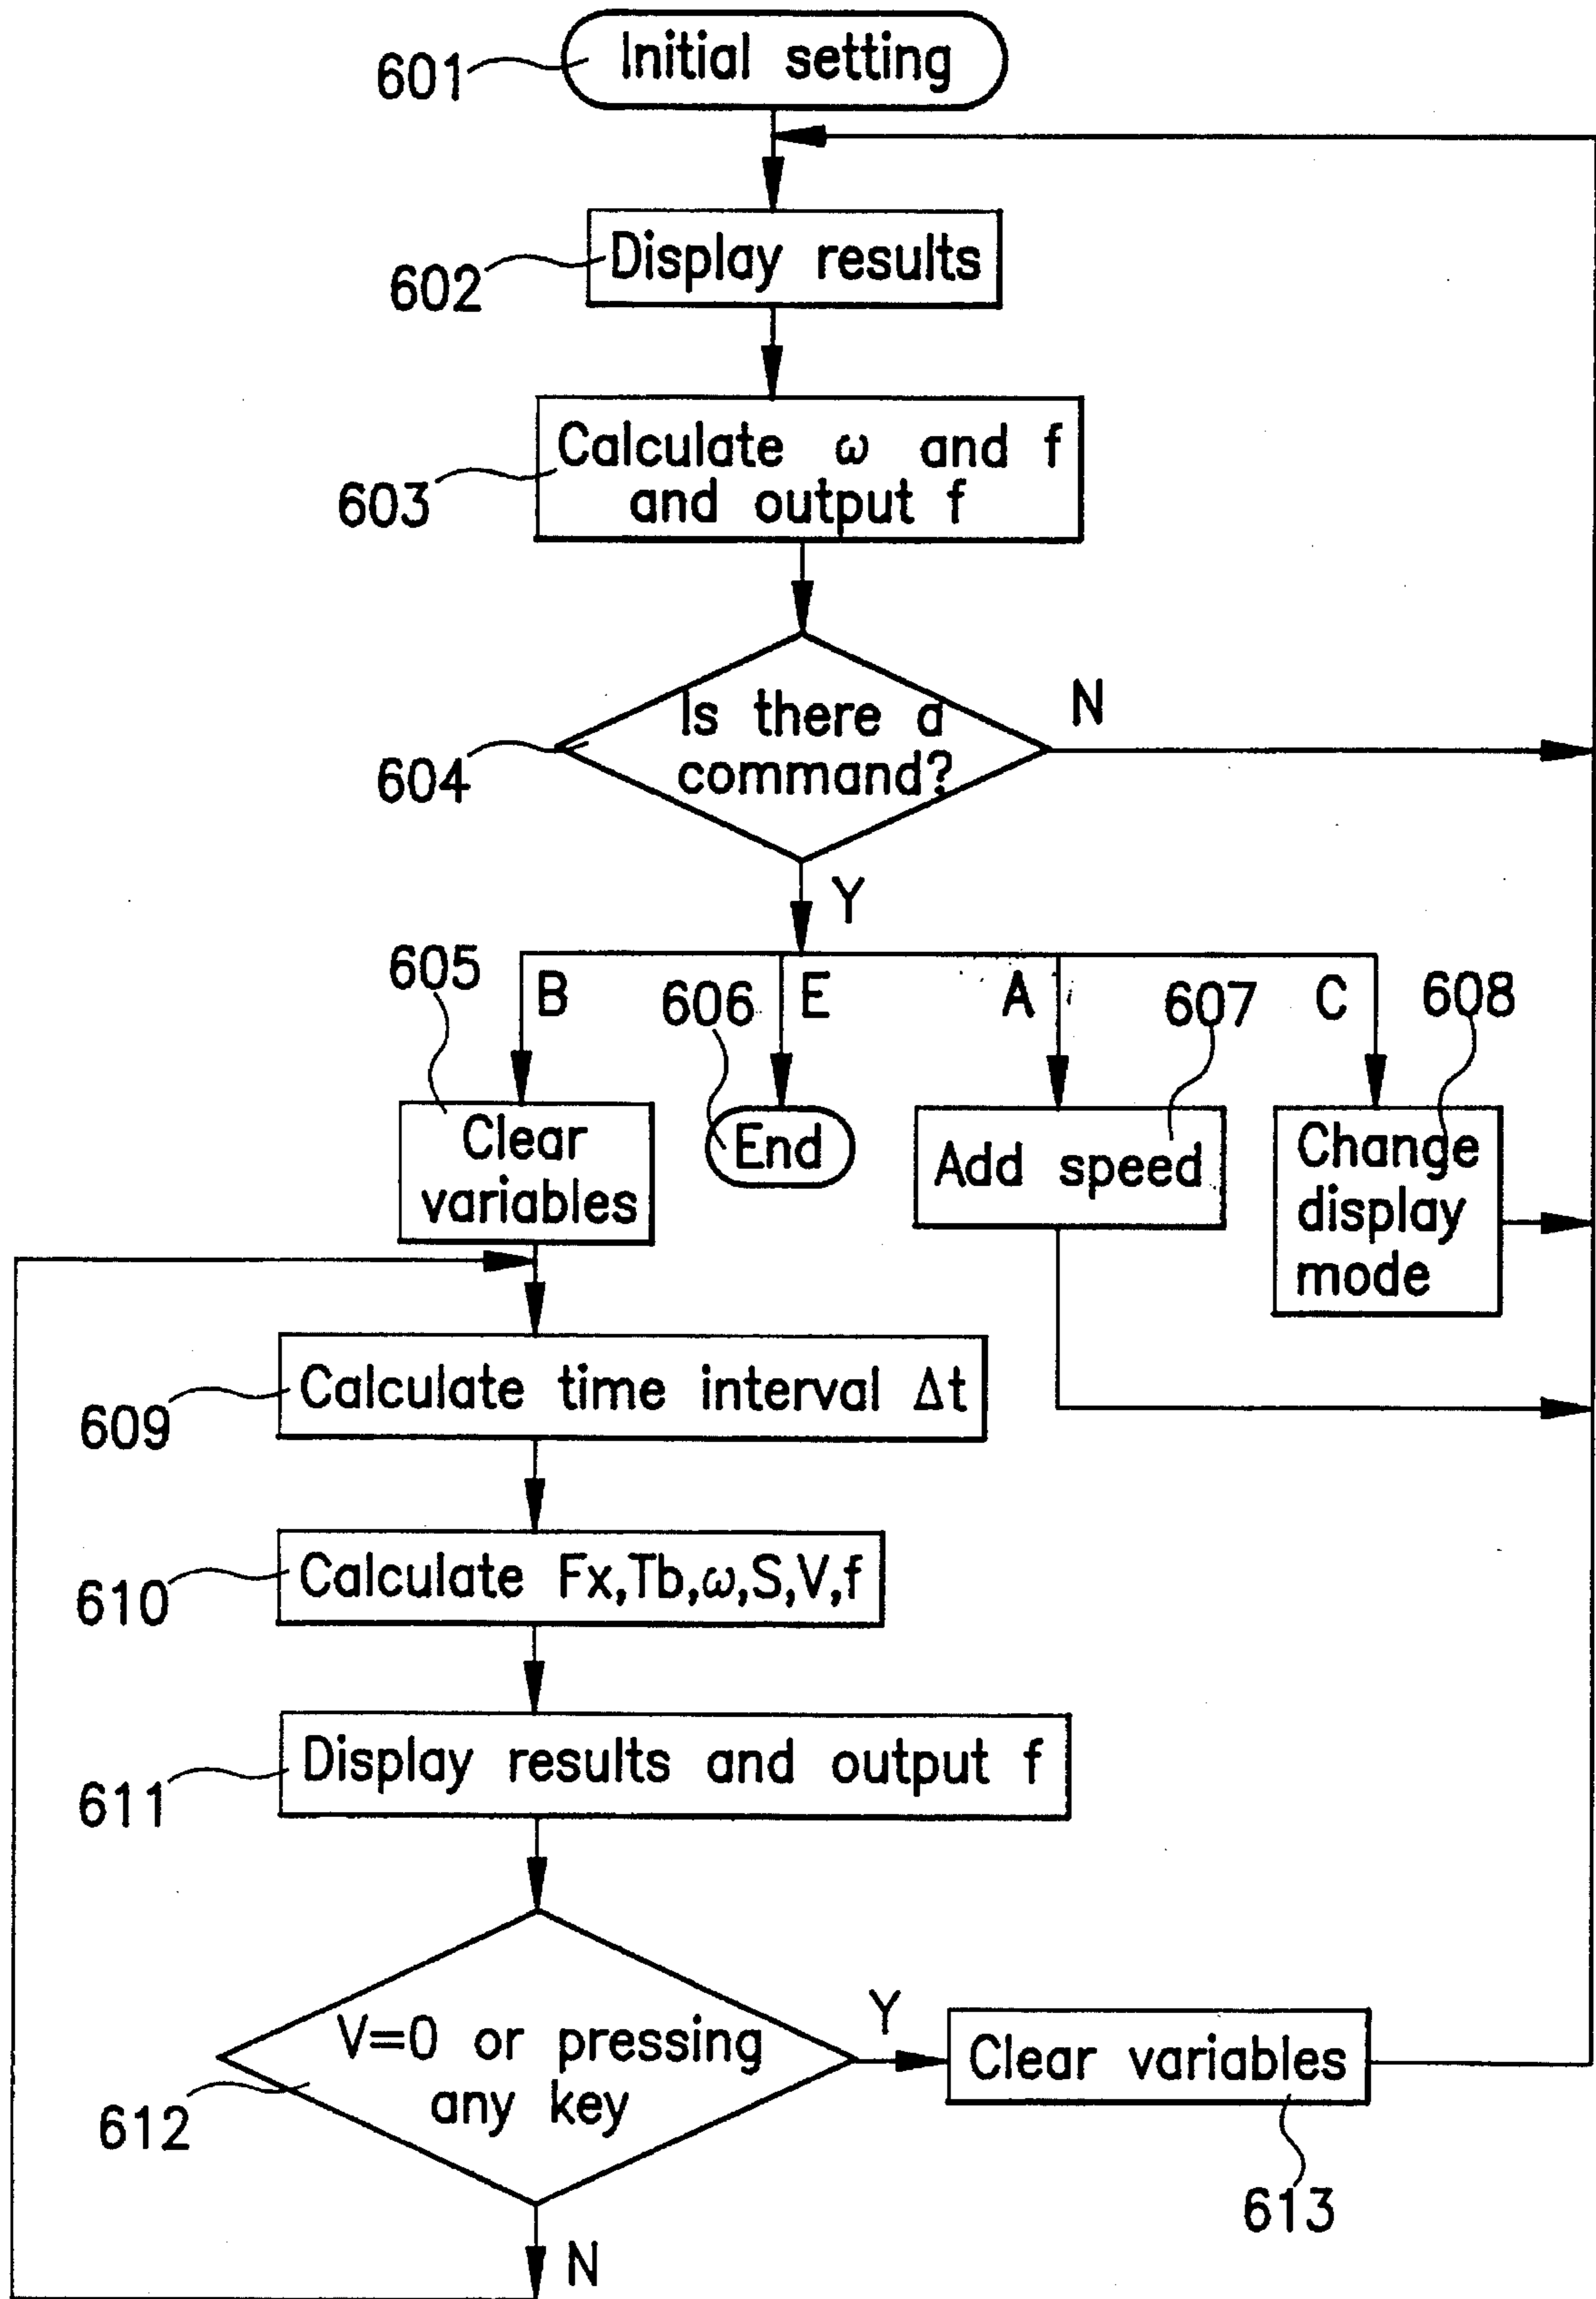 601
Initial setting
602
Display results
603
Calculate ω and f
and output f
604
Is there a
command?
N
Y
605
B
606
E
A
607
C
608
Clear
variables
End
Add speed
Change
display
mode
609
Calculate time interval Δt
610
Calculate Fx,Tb,ω,S,V,f
611
Display results and output f
612
V=0 or pressing
any key
Y
Clear variables
613
N